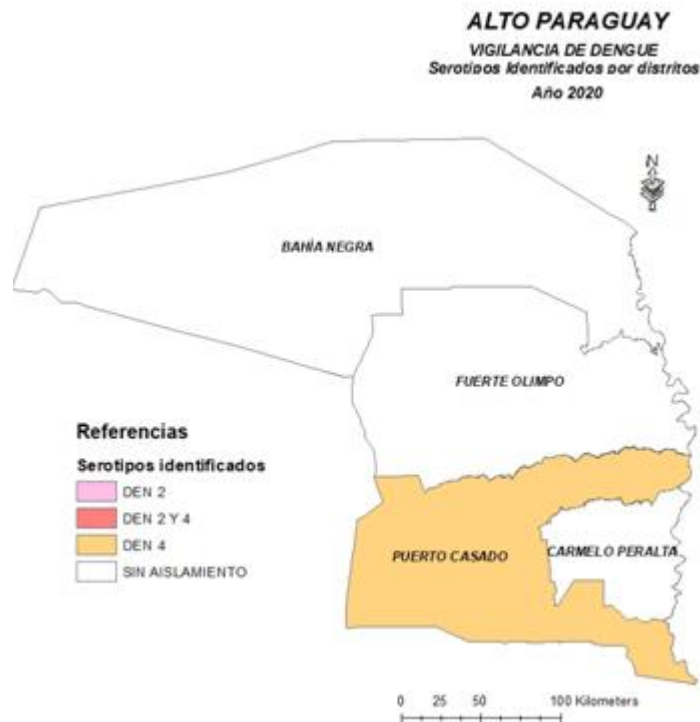 ALTO PARAGUAY
VIGILANCIA DE DENGUE
Serotipos Identificados por distritos
Año 2020
N
BAHÍA NEGRA
FUERTE OLIMPO
Referencias
Serotipos identificados
DEN 2
DEN 2 Y 4
DEN 4
SIN AISLAMIENTO
PUERTO CASADO
CARMELO PERALTA
0 25 50 100 Kilometers